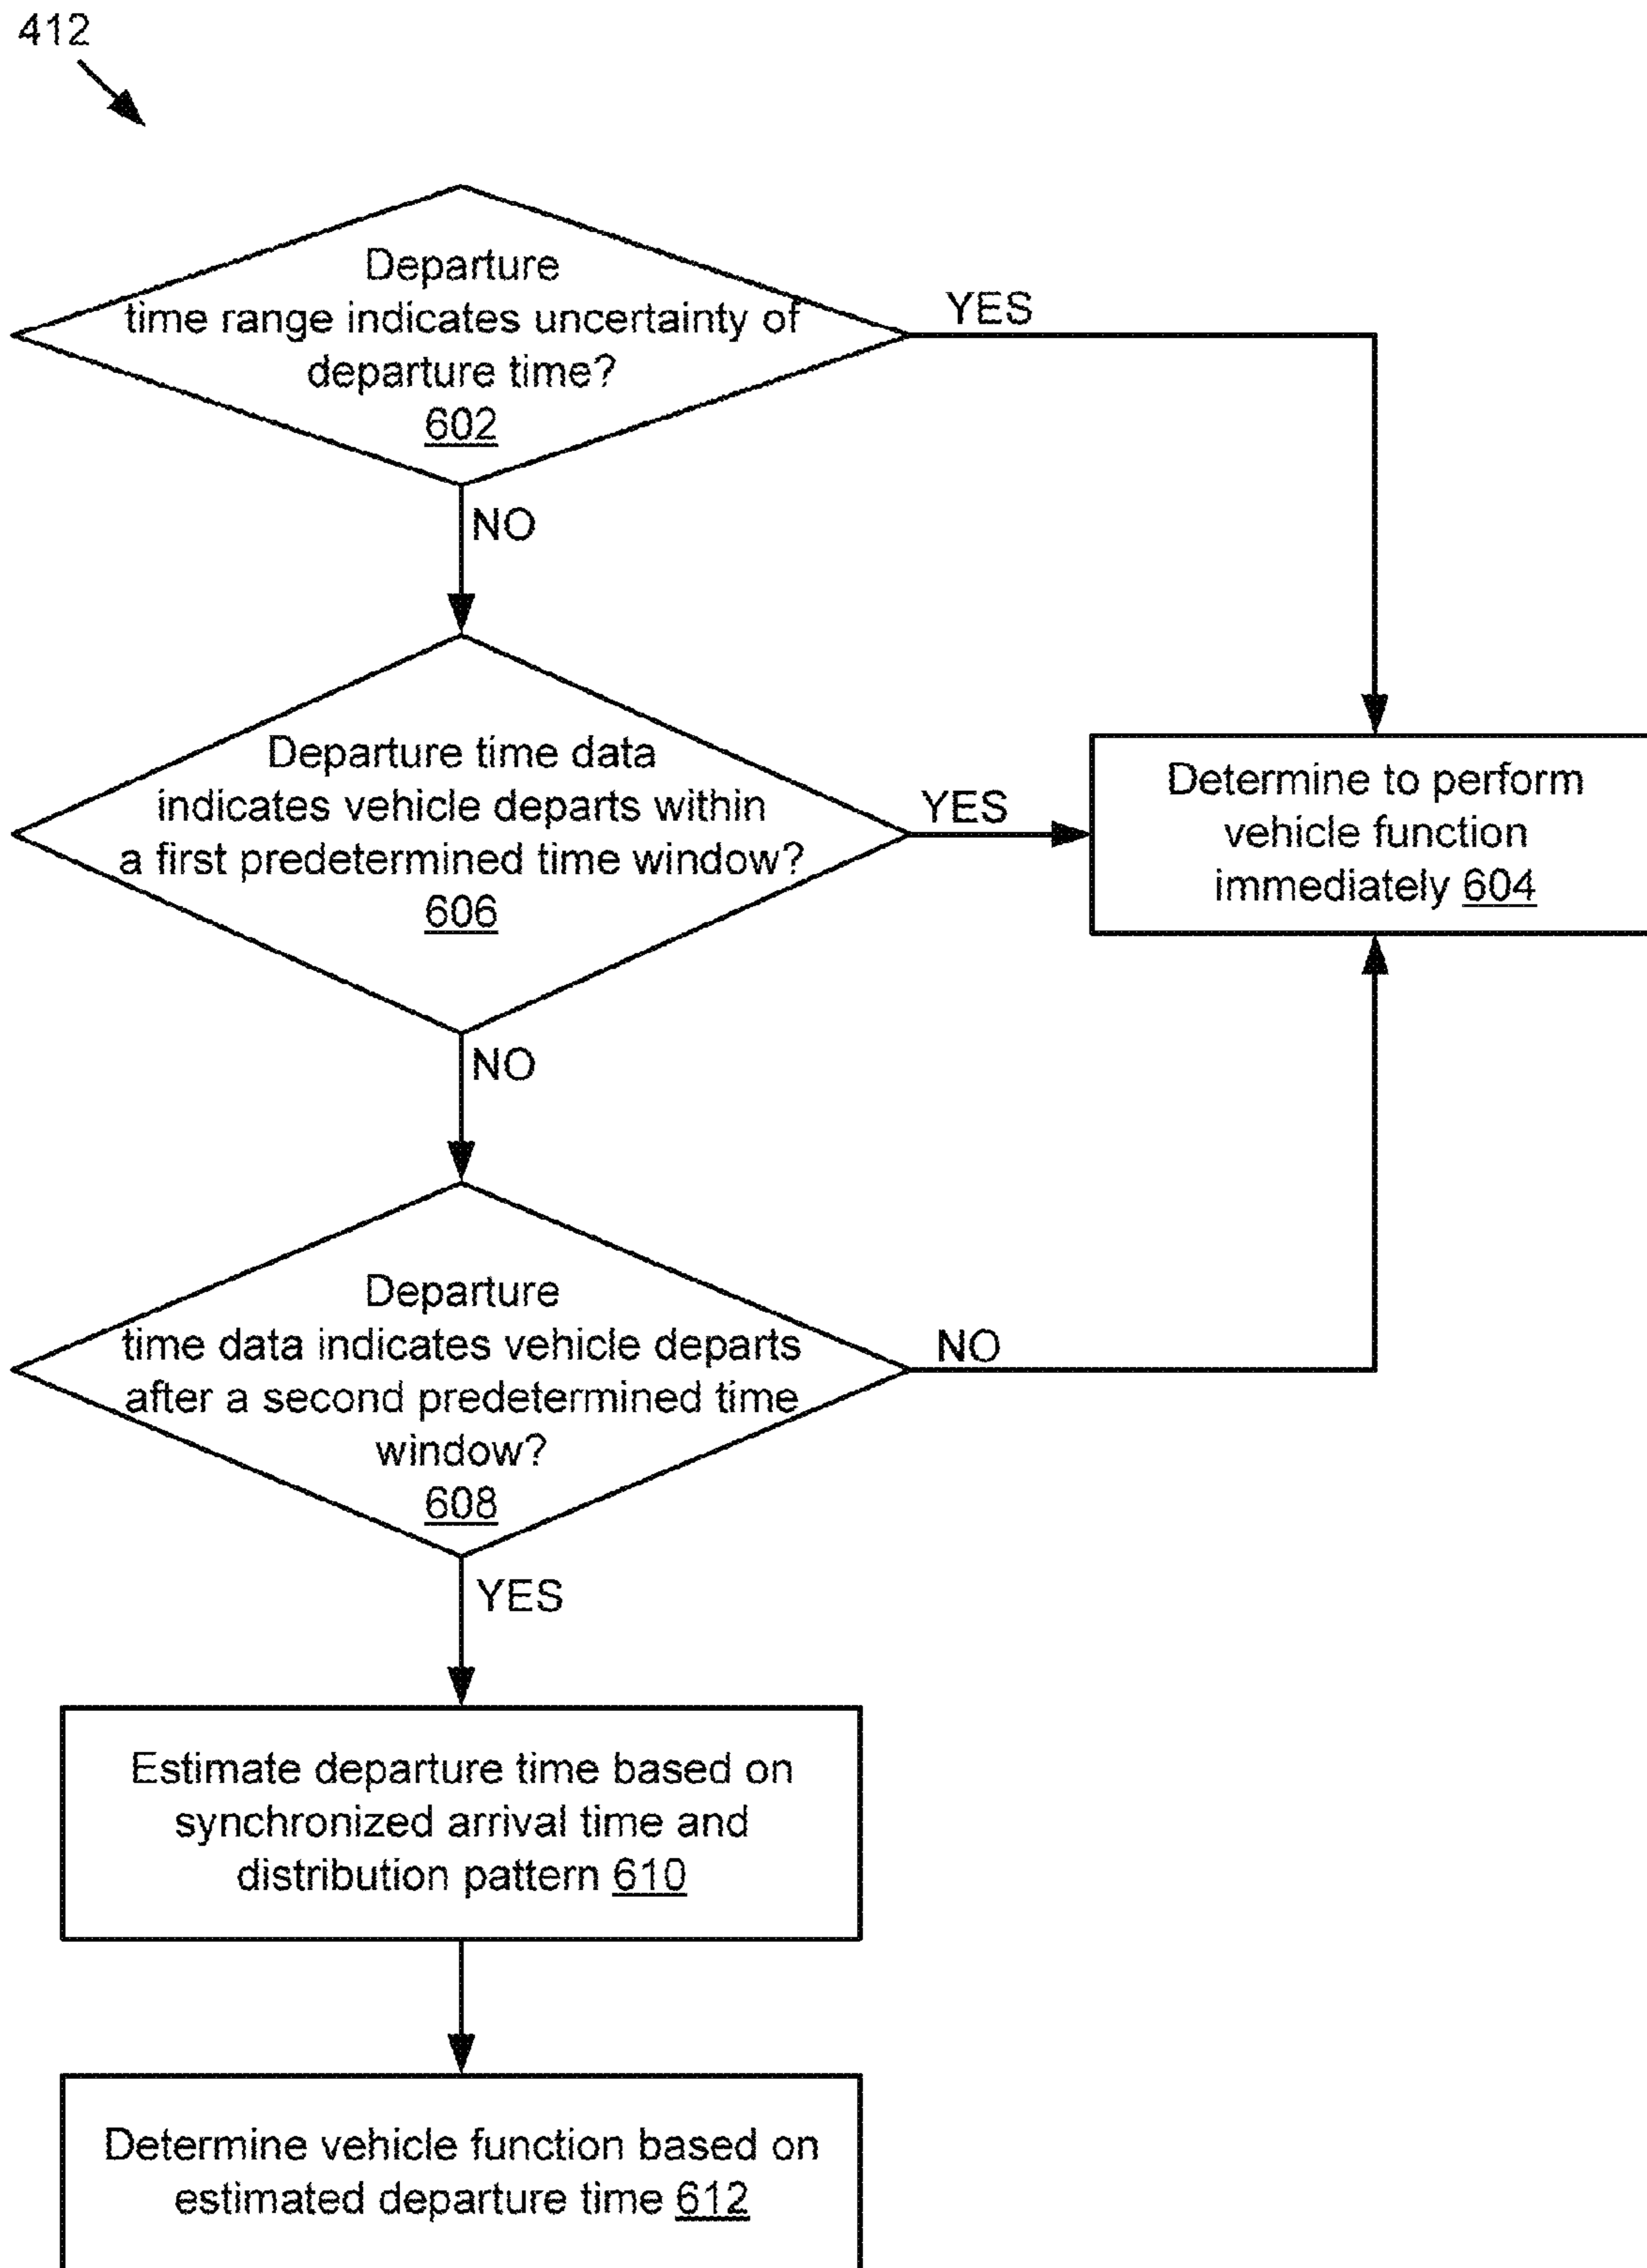 412
Departure
time range indicates uncertainty of
departure time?
602
YES
NO
Departure time data
indicates vehicle departs within
a first predetermined time window?
606
YES
Determine to perform
vehicle function
immediately 604
NO
Departure
time data indicates vehicle departs
after a second predetermined time
window?
608
NO
YES
Estimate departure time based on
synchronized arrival time and
distribution pattern 610
Determine vehicle function based on
estimated departure time 612